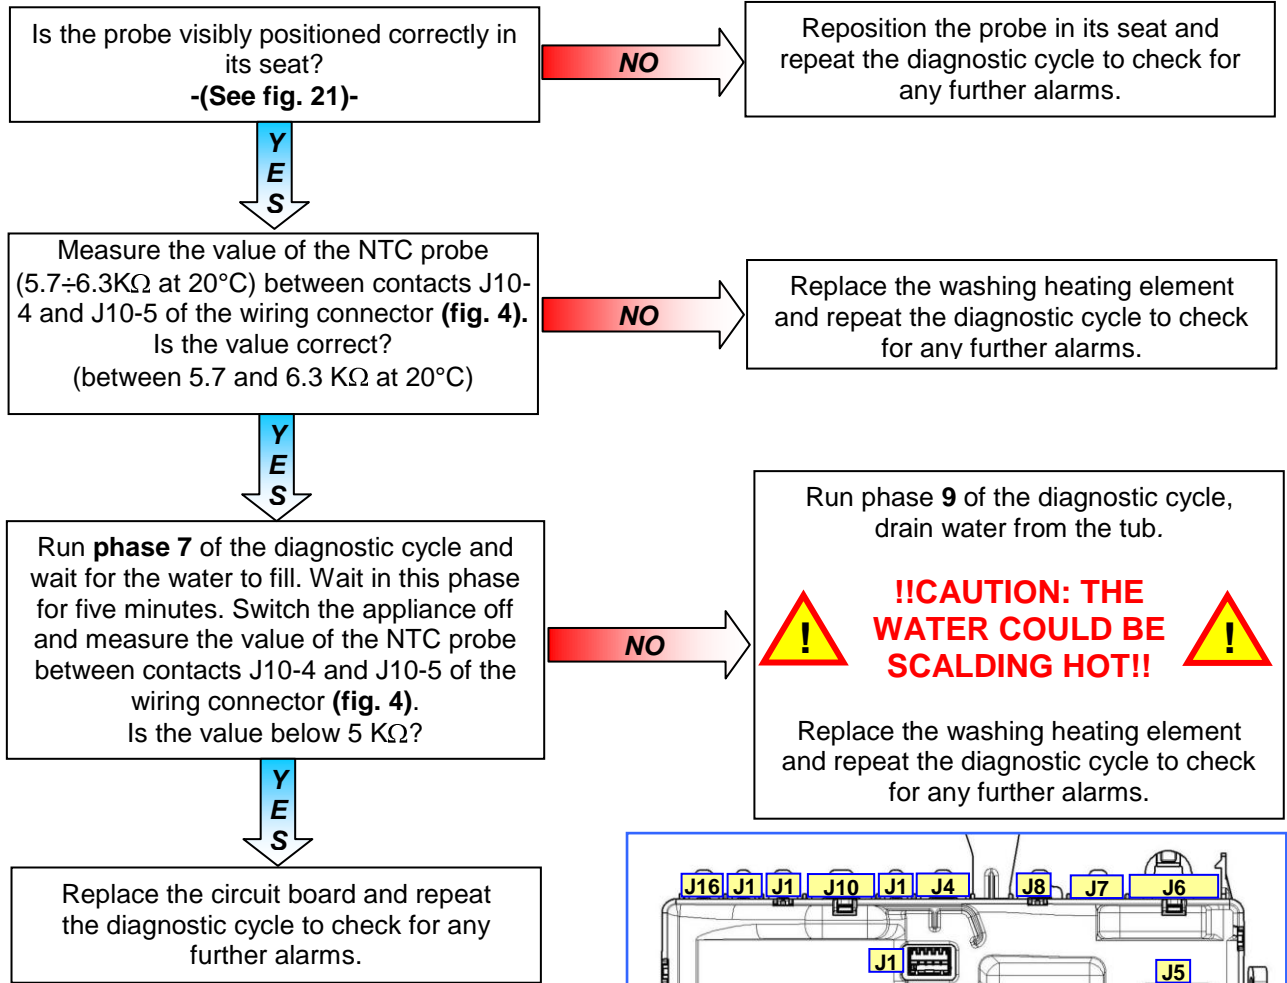 Is the probe visibly positioned correctly in
its seat?
-(See fig. 21)-
NO
Reposition the probe in its seat and
repeat the diagnostic cycle to check for
any further alarms.
Y
E
S
Measure the value of the NTC probe
(5.7÷6.3KΩ at 20°C) between contacts J10-
4 and J10-5 of the wiring connector (fig. 4).
Is the value correct?
(between 5.7 and 6.3 KΩ at 20°C)
NO
Replace the washing heating element
and repeat the diagnostic cycle to check
for any further alarms.
Y
E
S
Run phase 7 of the diagnostic cycle and
wait for the water to fill. Wait in this phase
for five minutes. Switch the appliance off
and measure the value of the NTC probe
between contacts J10-4 and J10-5 of the
wiring connector (fig. 4).
Is the value below 5 KΩ?
NO
Run phase 9 of the diagnostic cycle,
drain water from the tub.
!!CAUTION: THE
WATER COULD BE
SCALDING HOT!!
!
!
Replace the washing heating element
and repeat the diagnostic cycle to check
for any further alarms.
Y
E
S
Replace the circuit board and repeat
the diagnostic cycle to check for any
further alarms.
J16 J1 J1 J10 J1 J4 J8 J7 J6
J1
J5